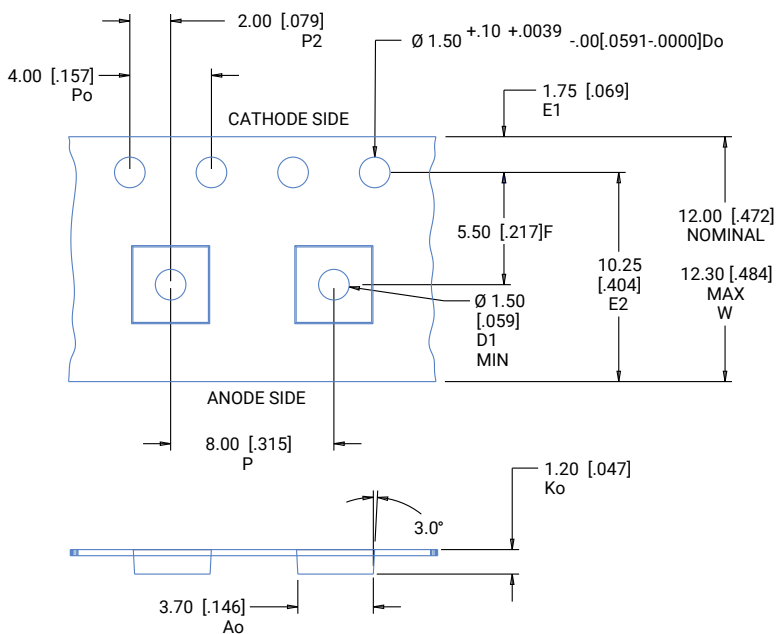 2.00 [.079]
P2
Ø 1.50 +.10 +.0039 -.00[.0591-.0000]Do
4.00 [.157]
Po
1.75 [.069]
E1
CATHODE SIDE
5.50 [.217]F
12.00 [.472]
NOMINAL
12.30 [.484]
MAX
W
10.25
[.404]
E2
Ø 1.50
[.059]
D1
MIN
ANODE SIDE
8.00 [.315]
P
1.20 [.047]
Ko
3.0°
3.70 [.146]
Ao